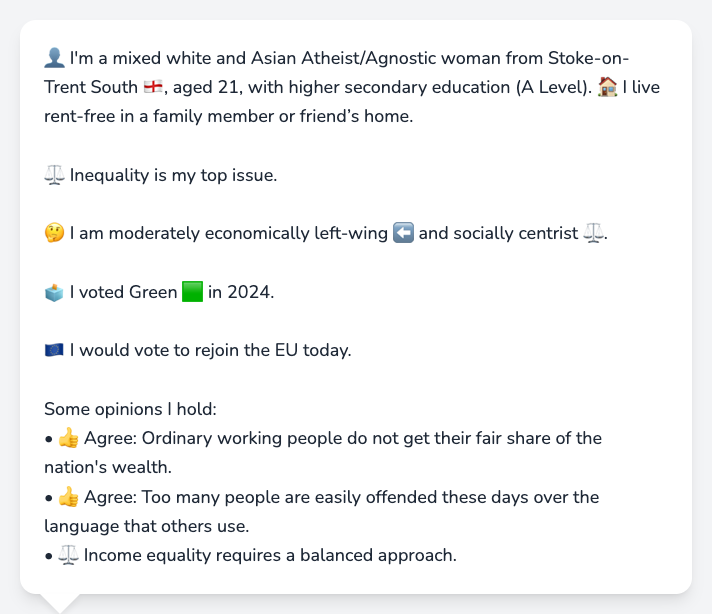 👤 I'm a mixed white and Asian Atheist/Agnostic woman from Stoke-on-
Trent South 🏴󠁧󠁢󠁥󠁮󠁧󠁿, aged 21, with higher secondary education (A Level). 🏠 I live
rent-free in a family member or friend’s home.
⚖️ Inequality is my top issue.
🤔 I am moderately economically left-wing ⬅️ and socially centrist ⚖️.
🗳️ I voted Green 🟩 in 2024.
🇪🇺 I would vote to rejoin the EU today.
Some opinions I hold:
• 👍 Agree: Ordinary working people do not get their fair share of the
nation's wealth.
• 👍 Agree: Too many people are easily offended these days over the
language that others use.
• ⚖️ Income equality requires a balanced approach.